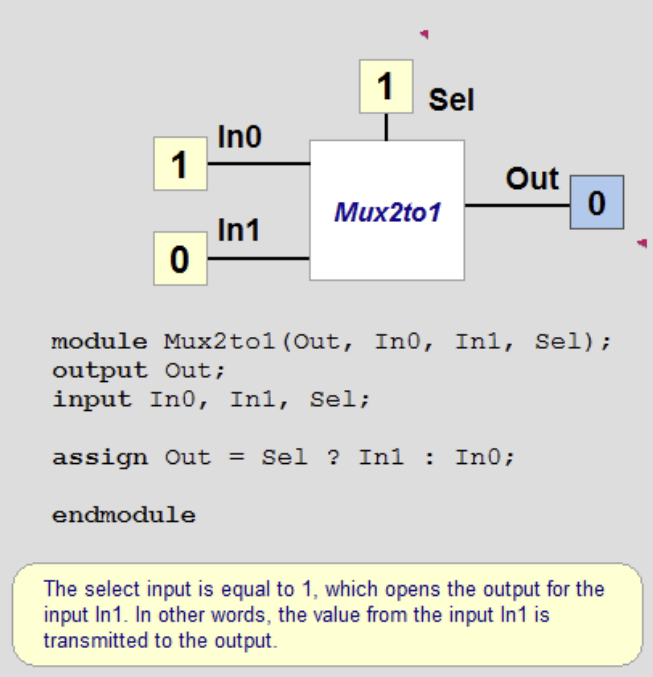 1
Sel
In0
1
Out
Mux2to1
0
In1
0
module Mux2to1(Out, In0, In1, Sel);
output Out;
input In0, In1, Sel;
assign Out = Sel ? In1 : In0;
endmodule
The select input is equal to 1, which opens the output for the
input In1. In other words, the value from the input In1 is
transmitted to the output.